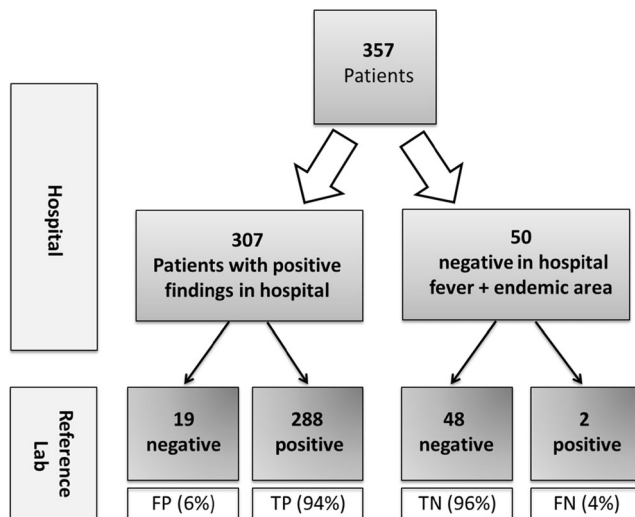 357
Patients
Hospital
307
Patients with positive
findings in hospital
50
negative in hospital
fever + endemic area
Reference
Lab
19
negative
288
positive
48
negative
2
positive
FP (6%)
TP (94%)
TN (96%)
FN (4%)